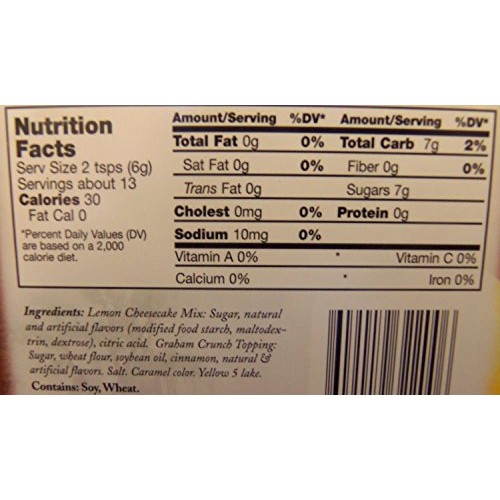 Nutrition
Facts
Serv Size 2 tsps (6g)
Servings about 13
Calories 30
Fat Cal 0
*Percent Daily Values (DV)
are based on a 2,000
calorie diet.
Amount/Serving %DV* Amount/Serving %DV*
Total Fat 0g 0% Total Carb 7g 2%
Sat Fat 0g 0% Fiber 0g 0%
Trans Fat 0g Sugars 7g
Cholest 0mg 0% Protein 0g
Sodium 10mg 0%
Vitamin A 0% * Vitamin C 0%
Calcium 0% * Iron 0%
Ingredients: Lemon Cheesecake Mix: Sugar, natural
and artificial flavors (modified food starch, maltodex-
trin, dextrose), citric acid. Graham Crunch Topping:
Sugar, wheat flour, soybean oil, cinnamon, natural &
artificial flavors. Salt. Caramel color. Yellow 5 lake.
Contains: Soy, Wheat.